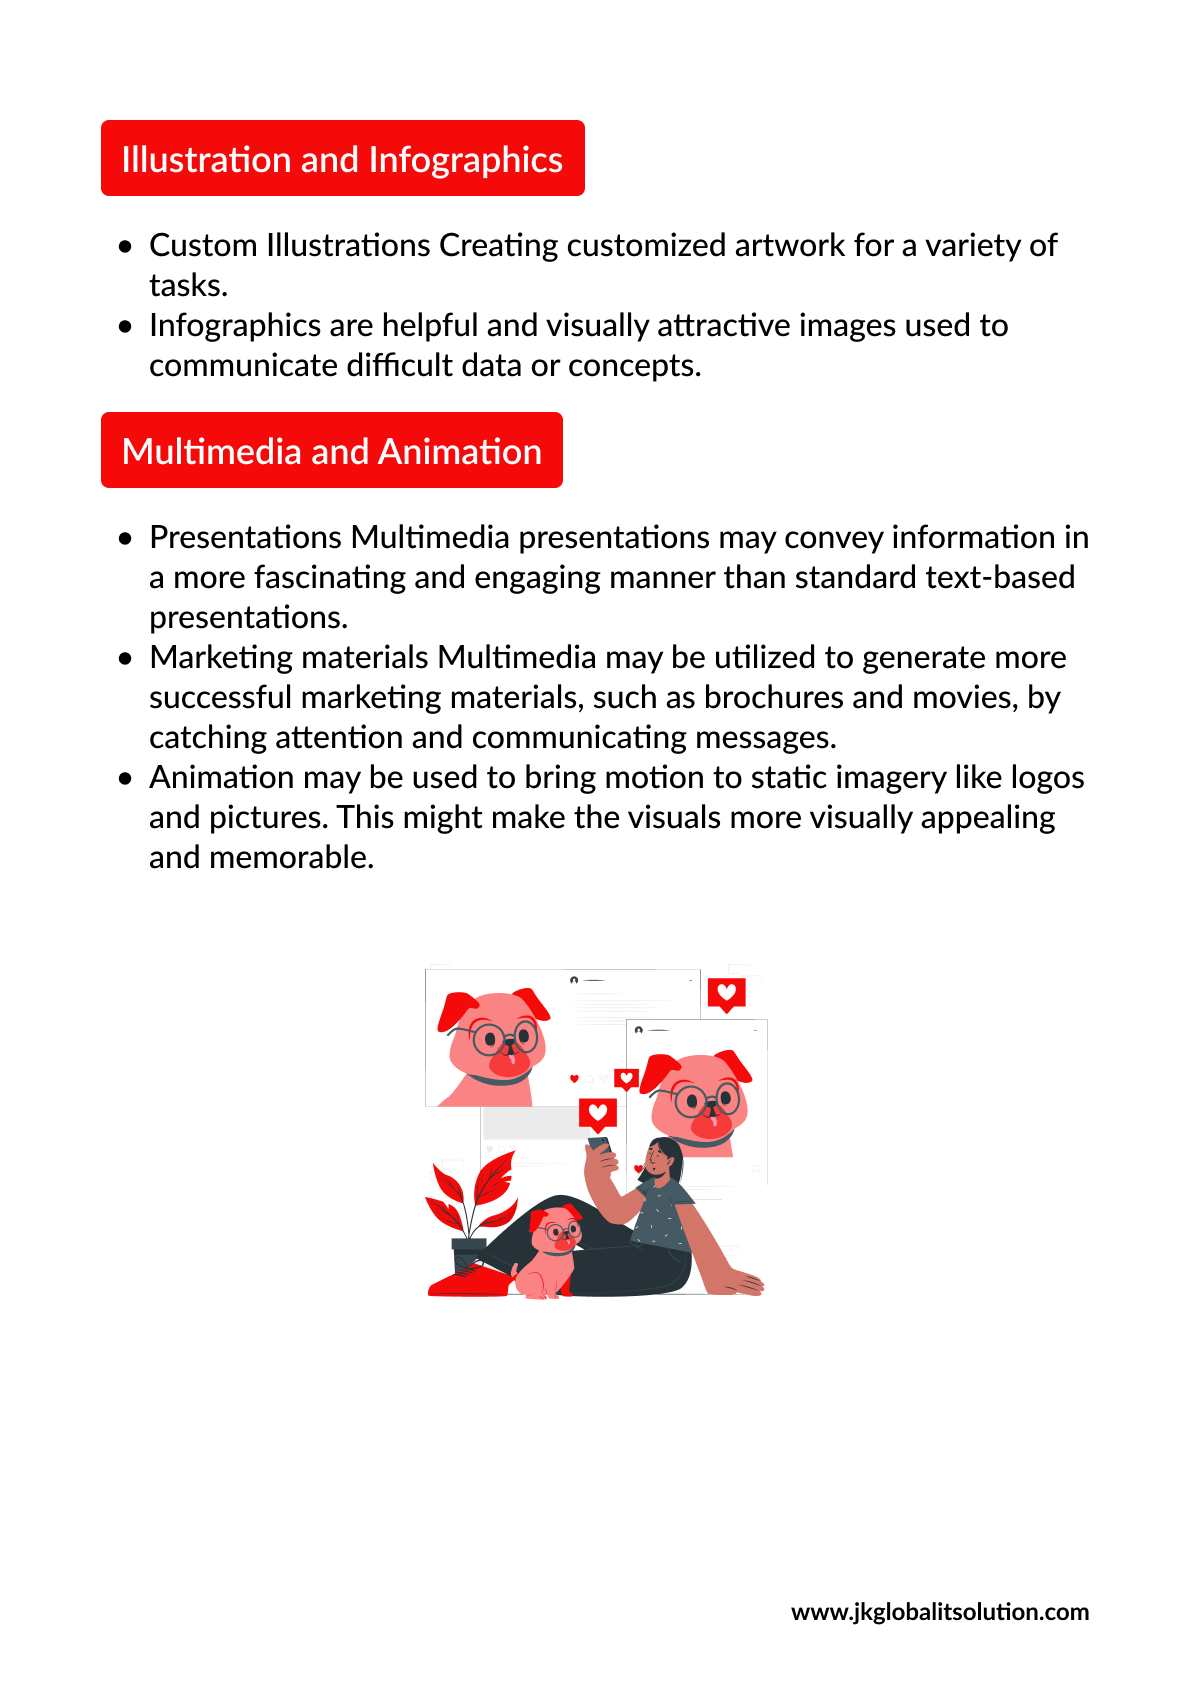 Illustration and Infographics
• Custom Illustrations Creating customized artwork for a variety of
tasks.
• Infographics are helpful and visually attractive images used to
communicate difficult data or concepts.
Multimedia and Animation
• Presentations Multimedia presentations may convey information in
a more fascinating and engaging manner than standard text-based
presentations.
• Marketing materials Multimedia may be utilized to generate more
successful marketing materials, such as brochures and movies, by
catching attention and communicating messages.
• Animation may be used to bring motion to static imagery like logos
and pictures. This might make the visuals more visually appealing
and memorable.
www.jkglobalitsolution.com